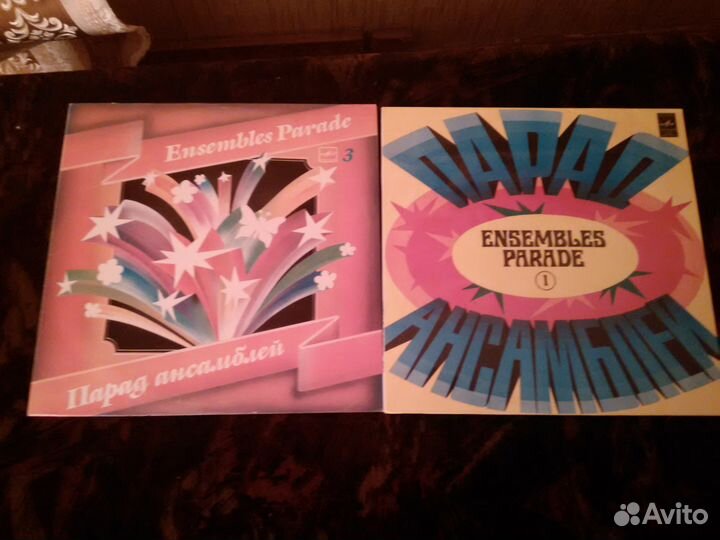 Ensembles Parade
3
Парад ансамблей
ПАРАД
ENSEMBLES
PARADE
1
АНСАМБЛЕЙ
Avito